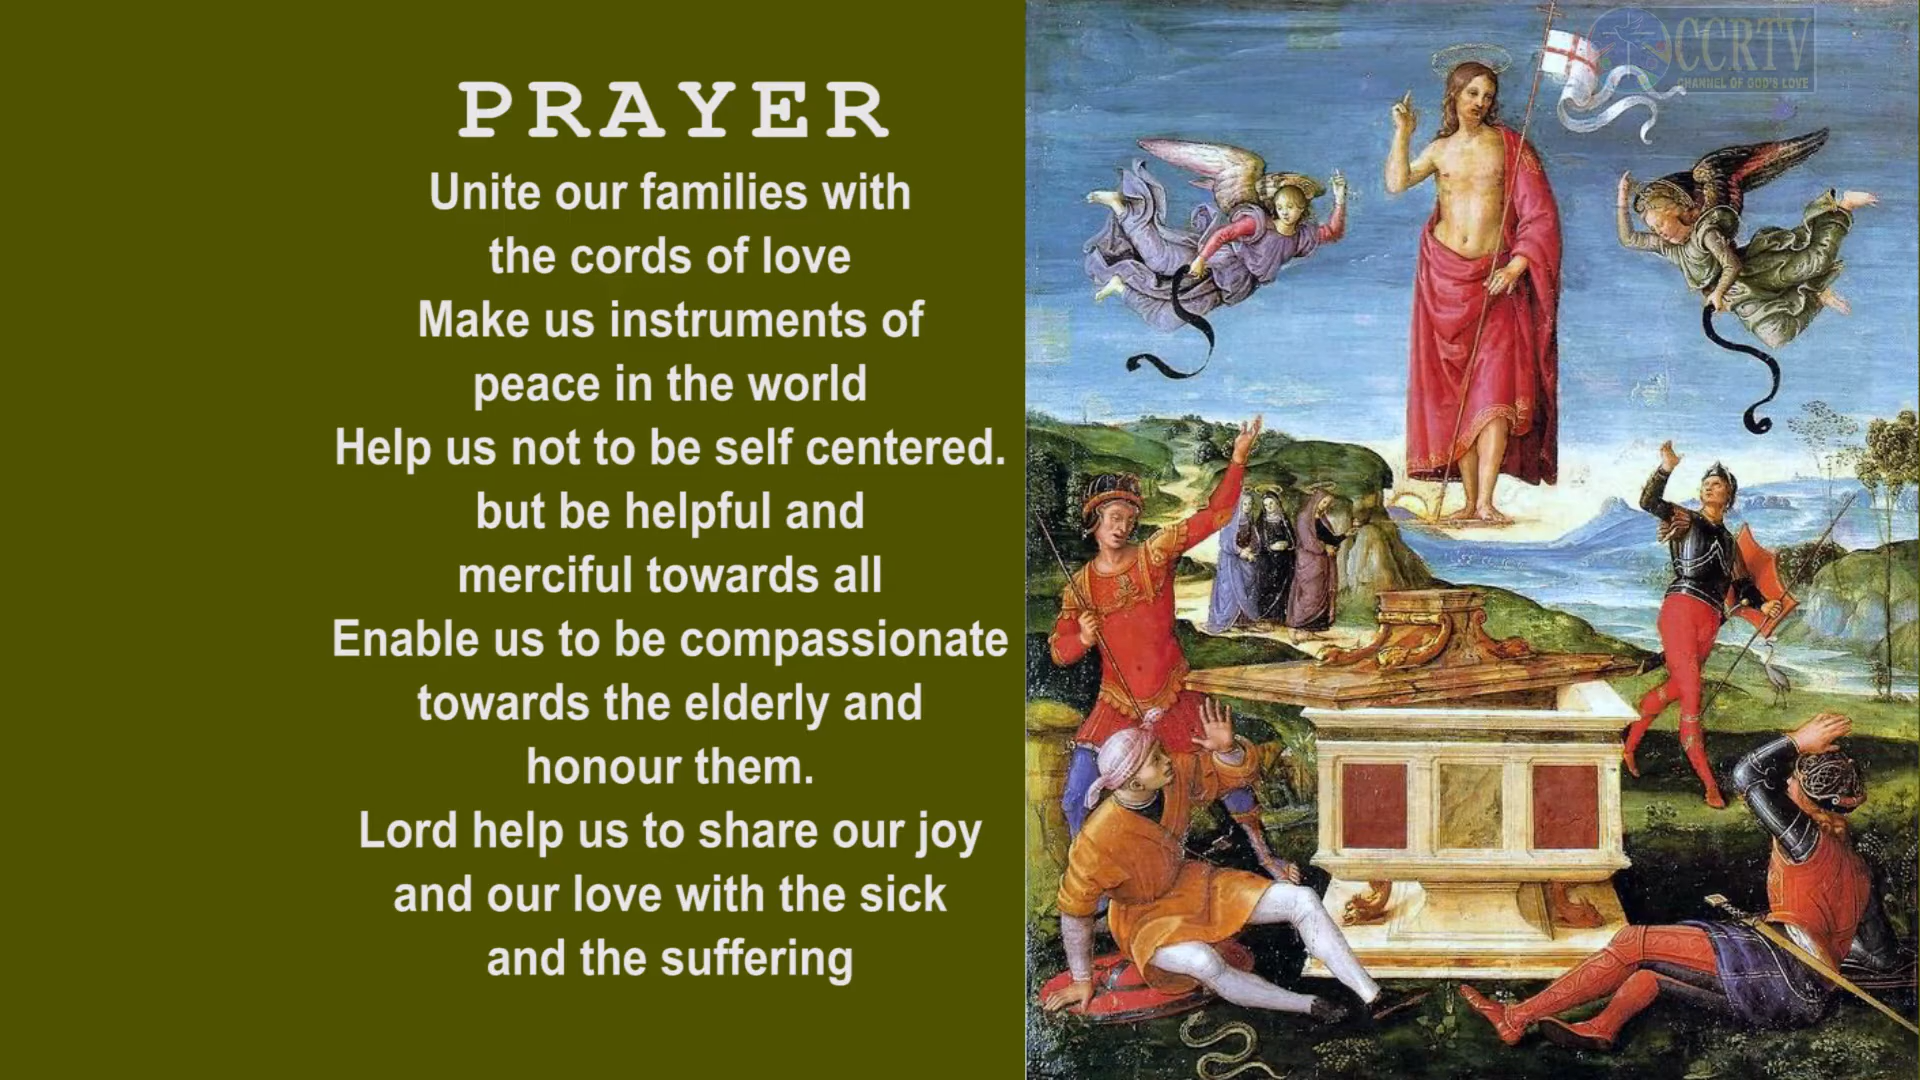 PRAYER
Unite our families with
the cords of love
Make us instruments of
peace in the world
Help us not to be self centered.
but be helpful and
merciful towards all
Enable us to be compassionate
towards the elderly and
honour them.
Lord help us to share our joy
and our love with the sick
and the suffering
CCRTV
CHANNEL OF GOD'S LOVE